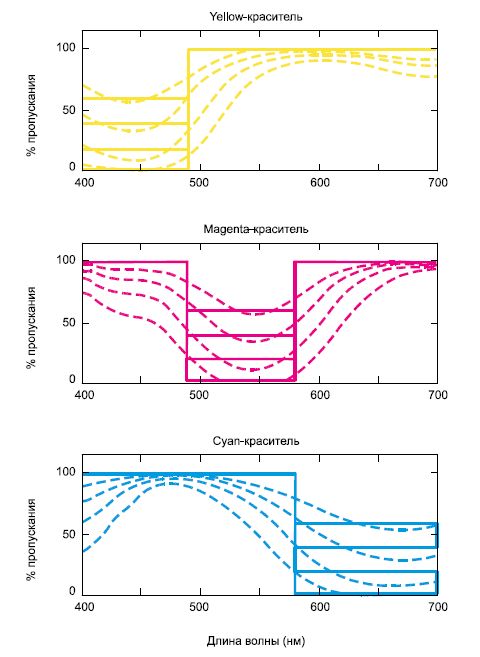 Yellow-краситель
% пропускания
100
50
0
400 500 600 700
Magenta-краситель
% пропускания
100
50
0
400 500 600 700
Cyan-краситель
% пропускания
100
50
0
400 500 600 700
Длина волны (нм)